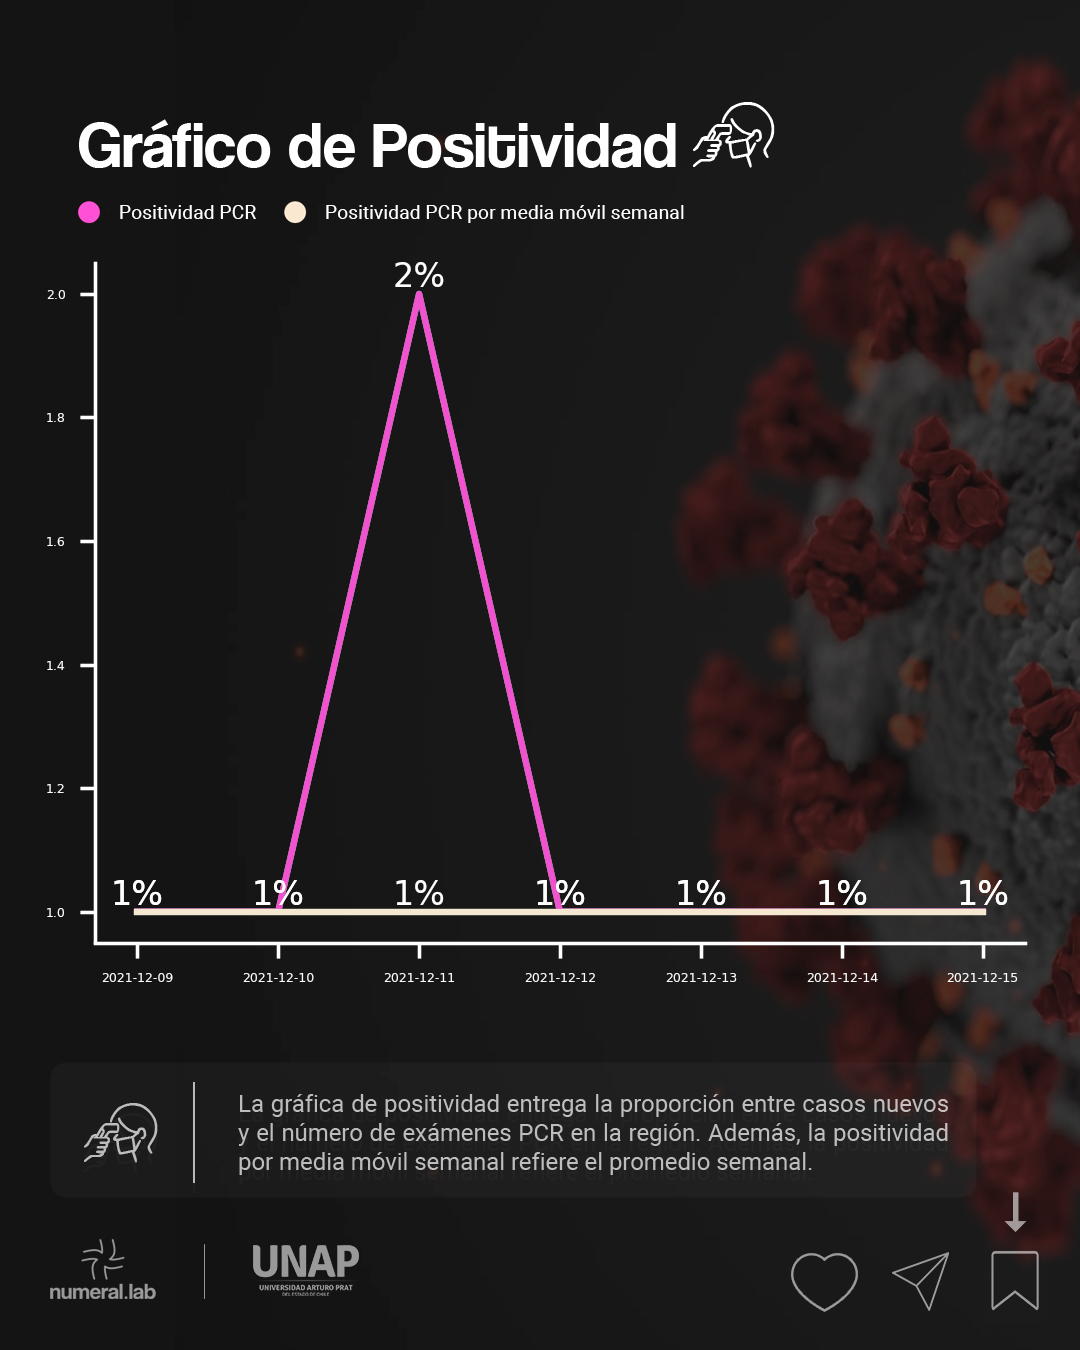 Gráfico de Positividad
Positividad PCR
Positividad PCR por media móvil semanal
2%
2.0
1.8
1.6
1.4
1.2
1.0
1% 1% 1% 1% 1% 1% 1%
2021-12-09 2021-12-10 2021-12-11 2021-12-12 2021-12-13 2021-12-14 2021-12-15
La gráfica de positividad entrega la proporción entre casos nuevos
y el número de exámenes PCR en la región. Además, la positividad
por media móvil semanal refiere el promedio semanal.
numeral.lab
UNAP
UNIVERSIDAD ARTURO PRAT
DEL ESTADO DE CHILE